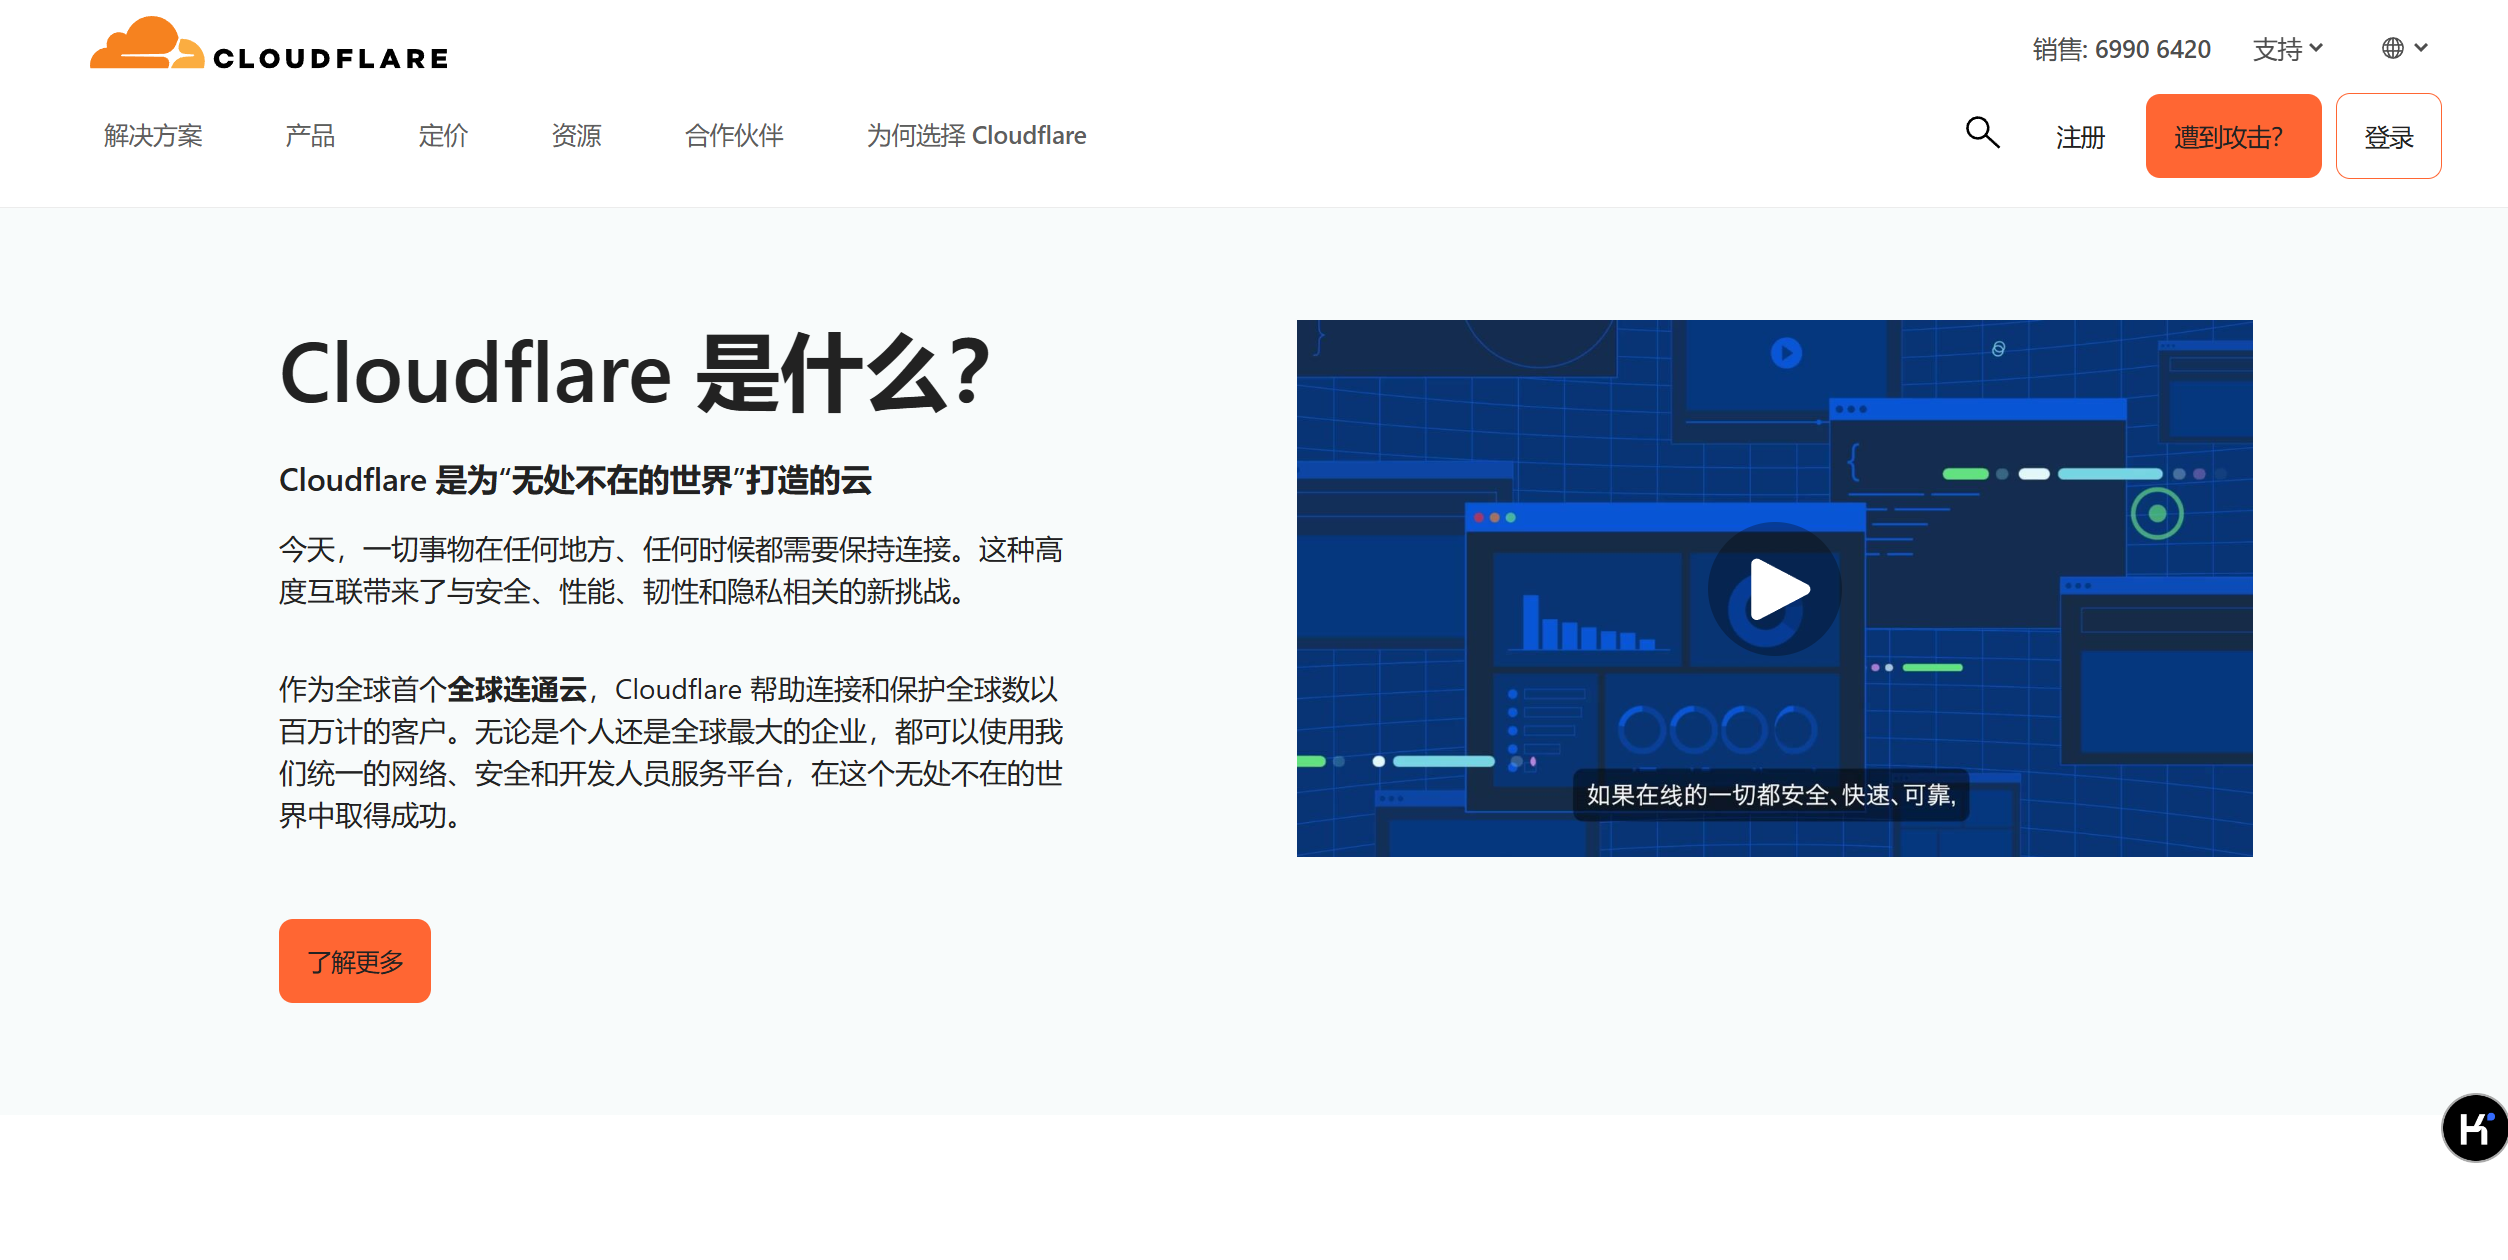 CLOUDFLARE
销售: 6990 6420
支持
解决方案
产品
定价
资源
合作伙伴
为何选择 Cloudflare
注册
遭到攻击?
登录
Cloudflare 是什么?
Cloudflare 是为“无处不在的世界”打造的云
今天，一切事物在任何地方、任何时候都需要保持连接。这种高
度互联带来了与安全、性能、韧性和隐私相关的新挑战。
作为全球首个全球连通云，Cloudflare 帮助连接和保护全球数以
百万计的客户。无论是个人还是全球最大的企业，都可以使用我
们统一的网络、安全和开发人员服务平台，在这个无处不在的世
界中取得成功。
了解更多
{
}
如果在线的一切都安全、快速、可靠,
K